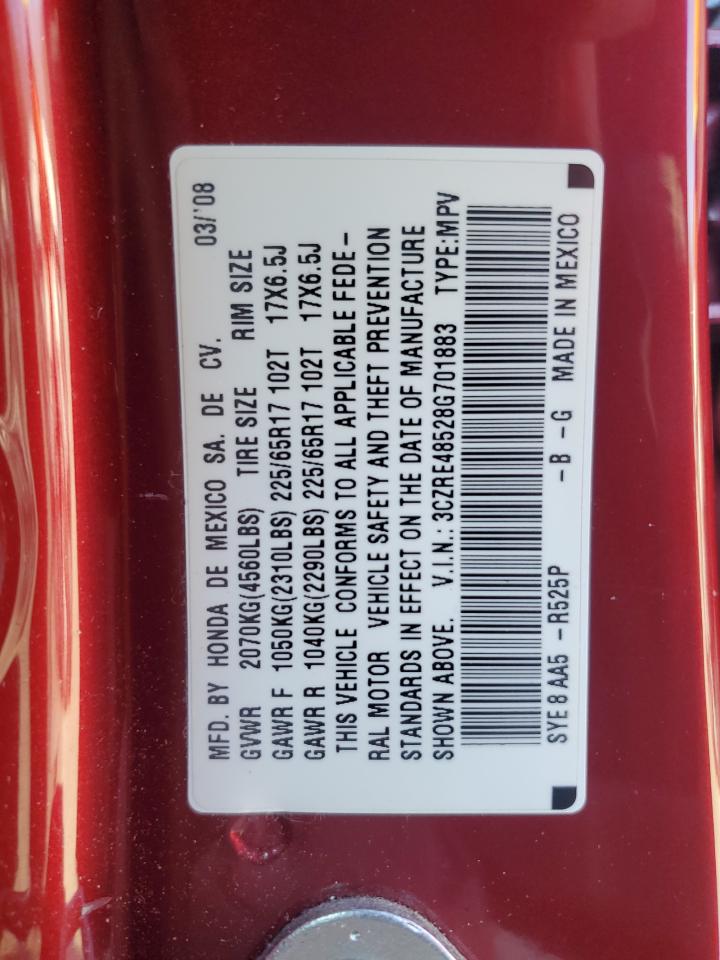 MFD. BY HONDA DE MEXICO SA. DE CV. 03/'08
GVWR 2070KG(4560LBS) TIRE SIZE RIM SIZE
GAWR F 1050KG(2310LBS) 225/65R17 102T 17X6.5J
GAWR R 1040KG(2290LBS) 225/65R17 102T 17X6.5J
THIS VEHICLE CONFORMS TO ALL APPLICABLE FEDE-
RAL MOTOR VEHICLE SAFETY AND THEFT PREVENTION
STANDARDS IN EFFECT ON THE DATE OF MANUFACTURE
SHOWN ABOVE. V.I.N.: 3CZRE48528G701883 TYPE:MPV
SYE 8 AA5 -R525P -B -G MADE IN MEXICO